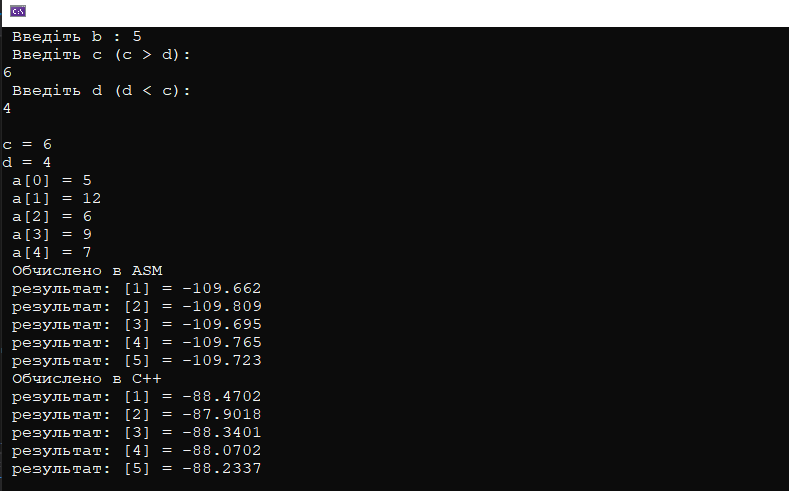 C:\
Введіть b : 5
Введіть c (c > d):
6
Введіть d (d < c):
4
c = 6
d = 4
a[0] = 5
a[1] = 12
a[2] = 6
a[3] = 9
a[4] = 7
Обчислено в ASM
результат: [1] = -109.662
результат: [2] = -109.809
результат: [3] = -109.695
результат: [4] = -109.765
результат: [5] = -109.723
Обчислено в C++
результат: [1] = -88.4702
результат: [2] = -87.9018
результат: [3] = -88.3401
результат: [4] = -88.0702
результат: [5] = -88.2337